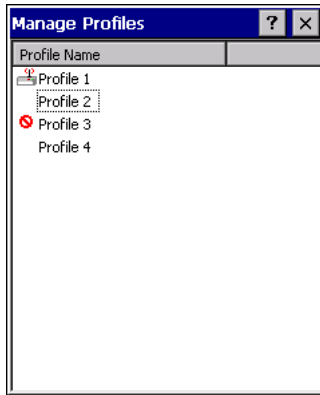 Manage Profiles ? ×
Profile Name
Profile 1
Profile 2
Profile 3
Profile 4